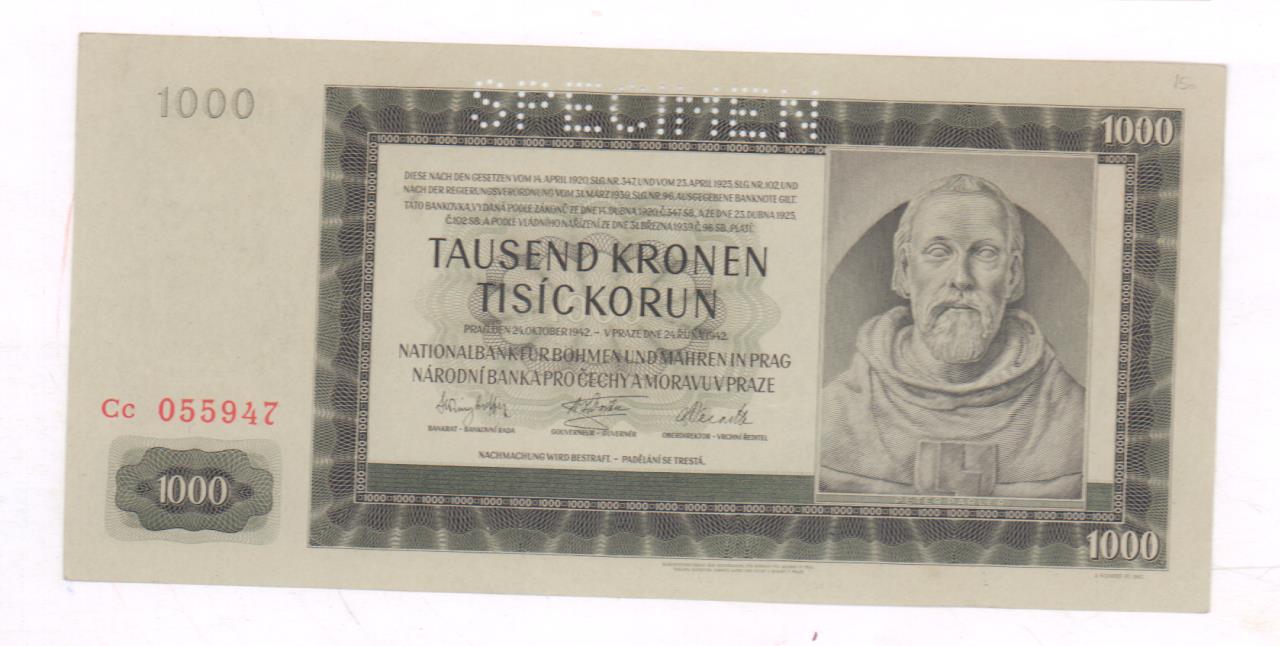 SPECIMEN
1000
1000
DIESE NACH DEN GESETZEN VOM 14. APRIL 1920, SLG. NR. 347, UND VOM 23. APRIL 1925, SLG. NR. 102, UND
NACH DER REGIERUNGSVERORDNUNG VOM 31. MÄRZ 1939, SLG. NR. 96, AUSGEGEBENE BANKNOTE GILT.
TATO BANKOVKA, VYDANÁ PODLE ZÁKONŮ ZE DNE 14. DUBNA 1920, Č. 347 SB., A ZE DNE 23. DUBNA 1925,
Č. 102 SB., A PODLE VLÁDNÍHO NAŘÍZENÍ ZE DNE 31. BŘEZNA 1939, Č. 96 SB., PLATÍ.
TAUSEND KRONEN
TISÍC KORUN
PRAG, DEN 24. OKTOBER 1942. – V PRAZE DNE 24. ŘÍJNA 1942.
NATIONALBANK FÜR BÖHMEN UND MÄHREN IN PRAG
NÁRODNÍ BANKA PRO ČECHY A MORAVU V PRAZE
Cc 055947
BANKRAT – BANKOVNÍ RADA
GOUVERNEUR – GUVERNÉR
OBERDIREKTOR – VRCHNÍ ŘEDITEL
NACHMACHUNG WIRD BESTRAFT. – PADĚLÁNÍ SE TRESTÁ.
1000
1000